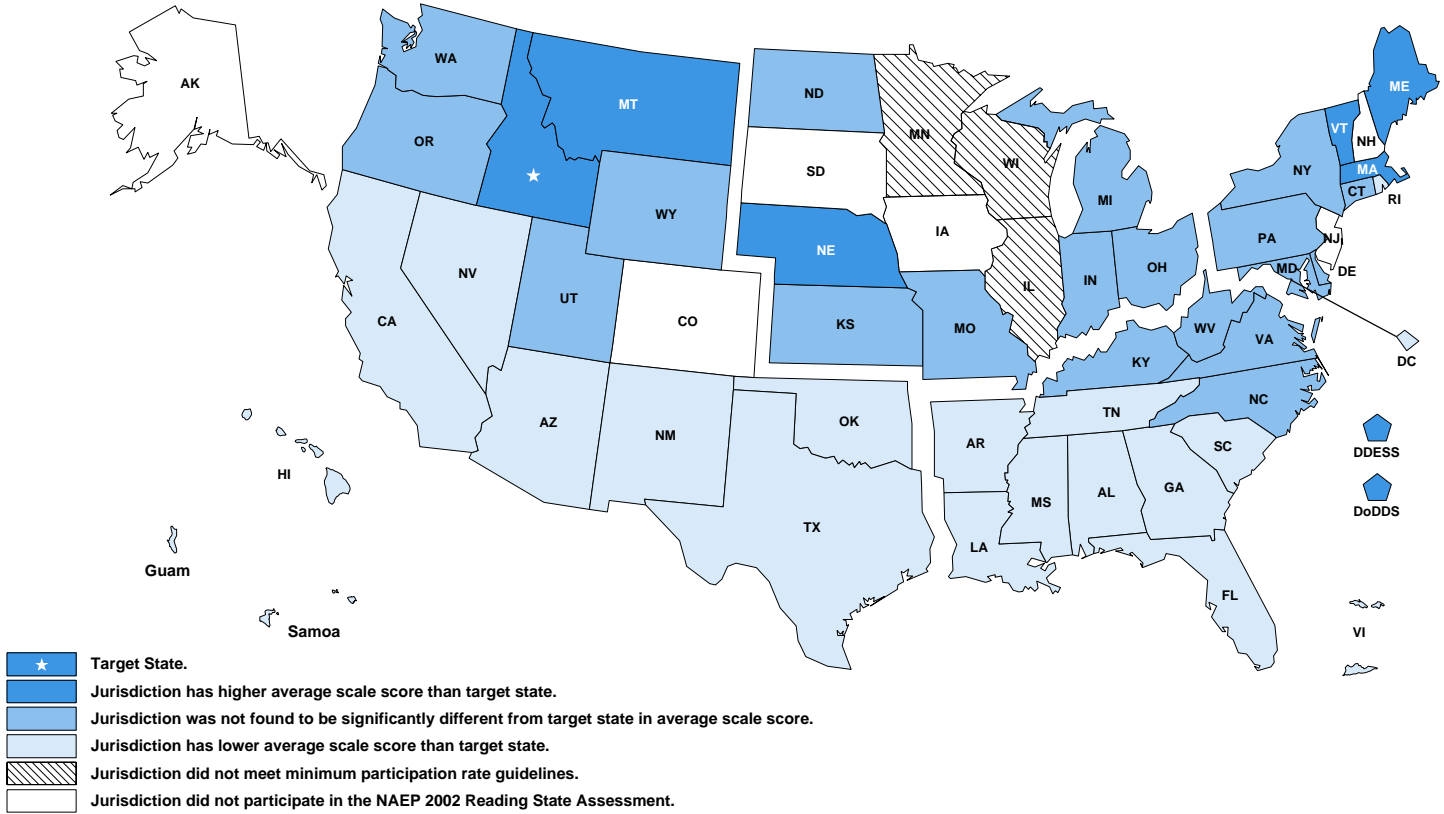 WA
AK
MT
ND
ME
OR
MN
VT
NH
SD
WI
NY
MA
CT
RI
WY
MI
IA
PA
NJ
NE
NV
OH
MD
DE
IN
UT
IL
CA
CO
KS
MO
WV
VA
KY
DC
NC
TN
AZ
OK
NM
AR
SC
DDESS
HI
MS
AL
GA
DoDDS
TX
LA
Guam
FL
Samoa
VI
Target State.
Jurisdiction has higher average scale score than target state.
Jurisdiction was not found to be significantly different from target state in average scale score.
Jurisdiction has lower average scale score than target state.
Jurisdiction did not meet minimum participation rate guidelines.
Jurisdiction did not participate in the NAEP 2002 Reading State Assessment.